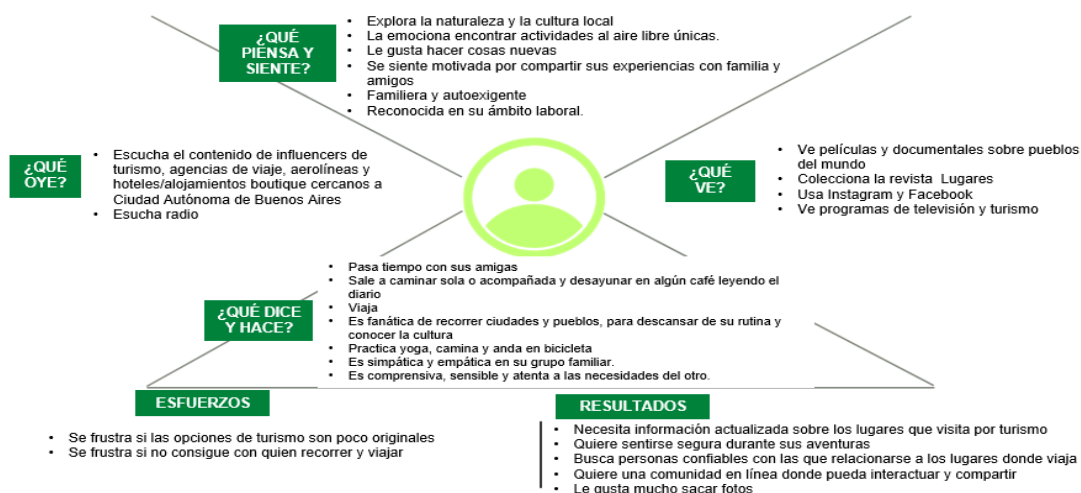 ¿QUÉ
PIENSA Y
SIENTE?
• Explora la naturaleza y la cultura local
• La emociona encontrar actividades al aire libre únicas.
• Le gusta hacer cosas nuevas
• Se siente motivada por compartir sus experiencias con familia y
amigos
• Familiera y autoexigente
• Reconocida en su ámbito laboral.
¿QUÉ
OYE?
• Escucha el contenido de influencers de
turismo, agencias de viaje, aerolíneas y
hoteles/alojamientos boutique cercanos a
Ciudad Autónoma de Buenos Aires
• Esucha radio
¿QUÉ
VE?
• Ve películas y documentales sobre pueblos
del mundo
• Colecciona la revista Lugares
• Usa Instagram y Facebook
• Ve programas de televisión y turismo
¿QUÉ DICE
Y HACE?
• Pasa tiempo con sus amigas
• Sale a caminar sola o acompañada y desayunar en algún café leyendo el
diario
• Viaja
• Es fanática de recorrer ciudades y pueblos, para descansar de su rutina y
conocer la cultura
• Practica yoga, camina y anda en bicicleta
• Es simpática y empática en su grupo familiar.
• Es comprensiva, sensible y atenta a las necesidades del otro.
ESFUERZOS
• Se frustra si las opciones de turismo son poco originales
• Se frustra si no consigue con quien recorrer y viajar
RESULTADOS
• Necesita información actualizada sobre los lugares que visita por turismo
• Quiere sentirse segura durante sus aventuras
• Busca personas confiables con las que relacionarse a los lugares donde viaja
• Quiere una comunidad en línea donde pueda interactuar y compartir
• Le gusta mucho sacar fotos